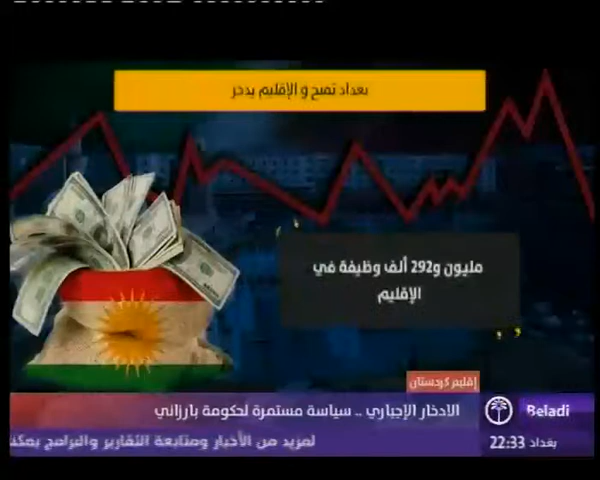 بغداد تمنح و الإقليم يدخر
مليون و292 ألف وظيفة في
الإقليم
إقليم كردستان
الادخار الإجباري .. سياسة مستمرة لحكومة بارزاني
Beladi
لمزيد من الأخبار ومتابعة التقارير والبرامج
بغداد 22:33